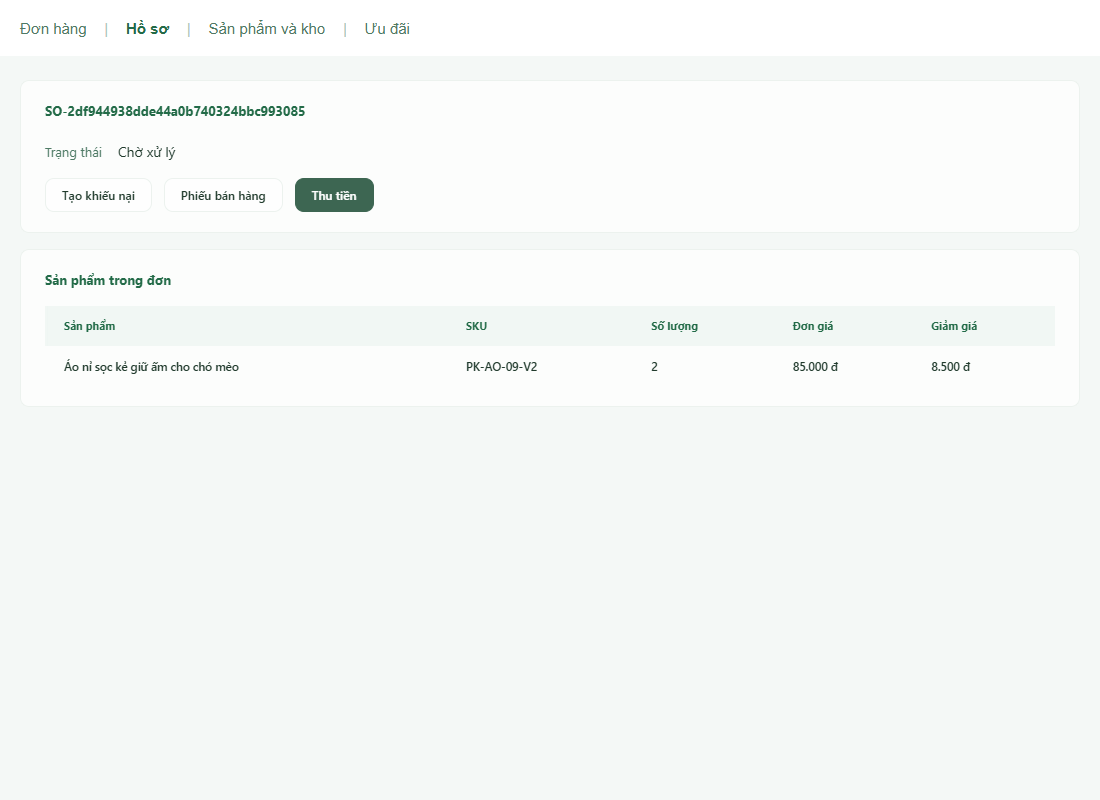 Đơn hàng | Hồ sơ | Sản phẩm và kho | Ưu đãi
SO-2df944938dde44a0b740324bbc993085
Trạng thái Chờ xử lý
Tạo khiếu nại Phiếu bán hàng Thu tiền
Sản phẩm trong đơn
Sản phẩm SKU Số lượng Đơn giá Giảm giá
Áo nỉ sọc kẻ giữ ấm cho chó mèo PK-AO-09-V2 2 85.000 đ 8.500 đ